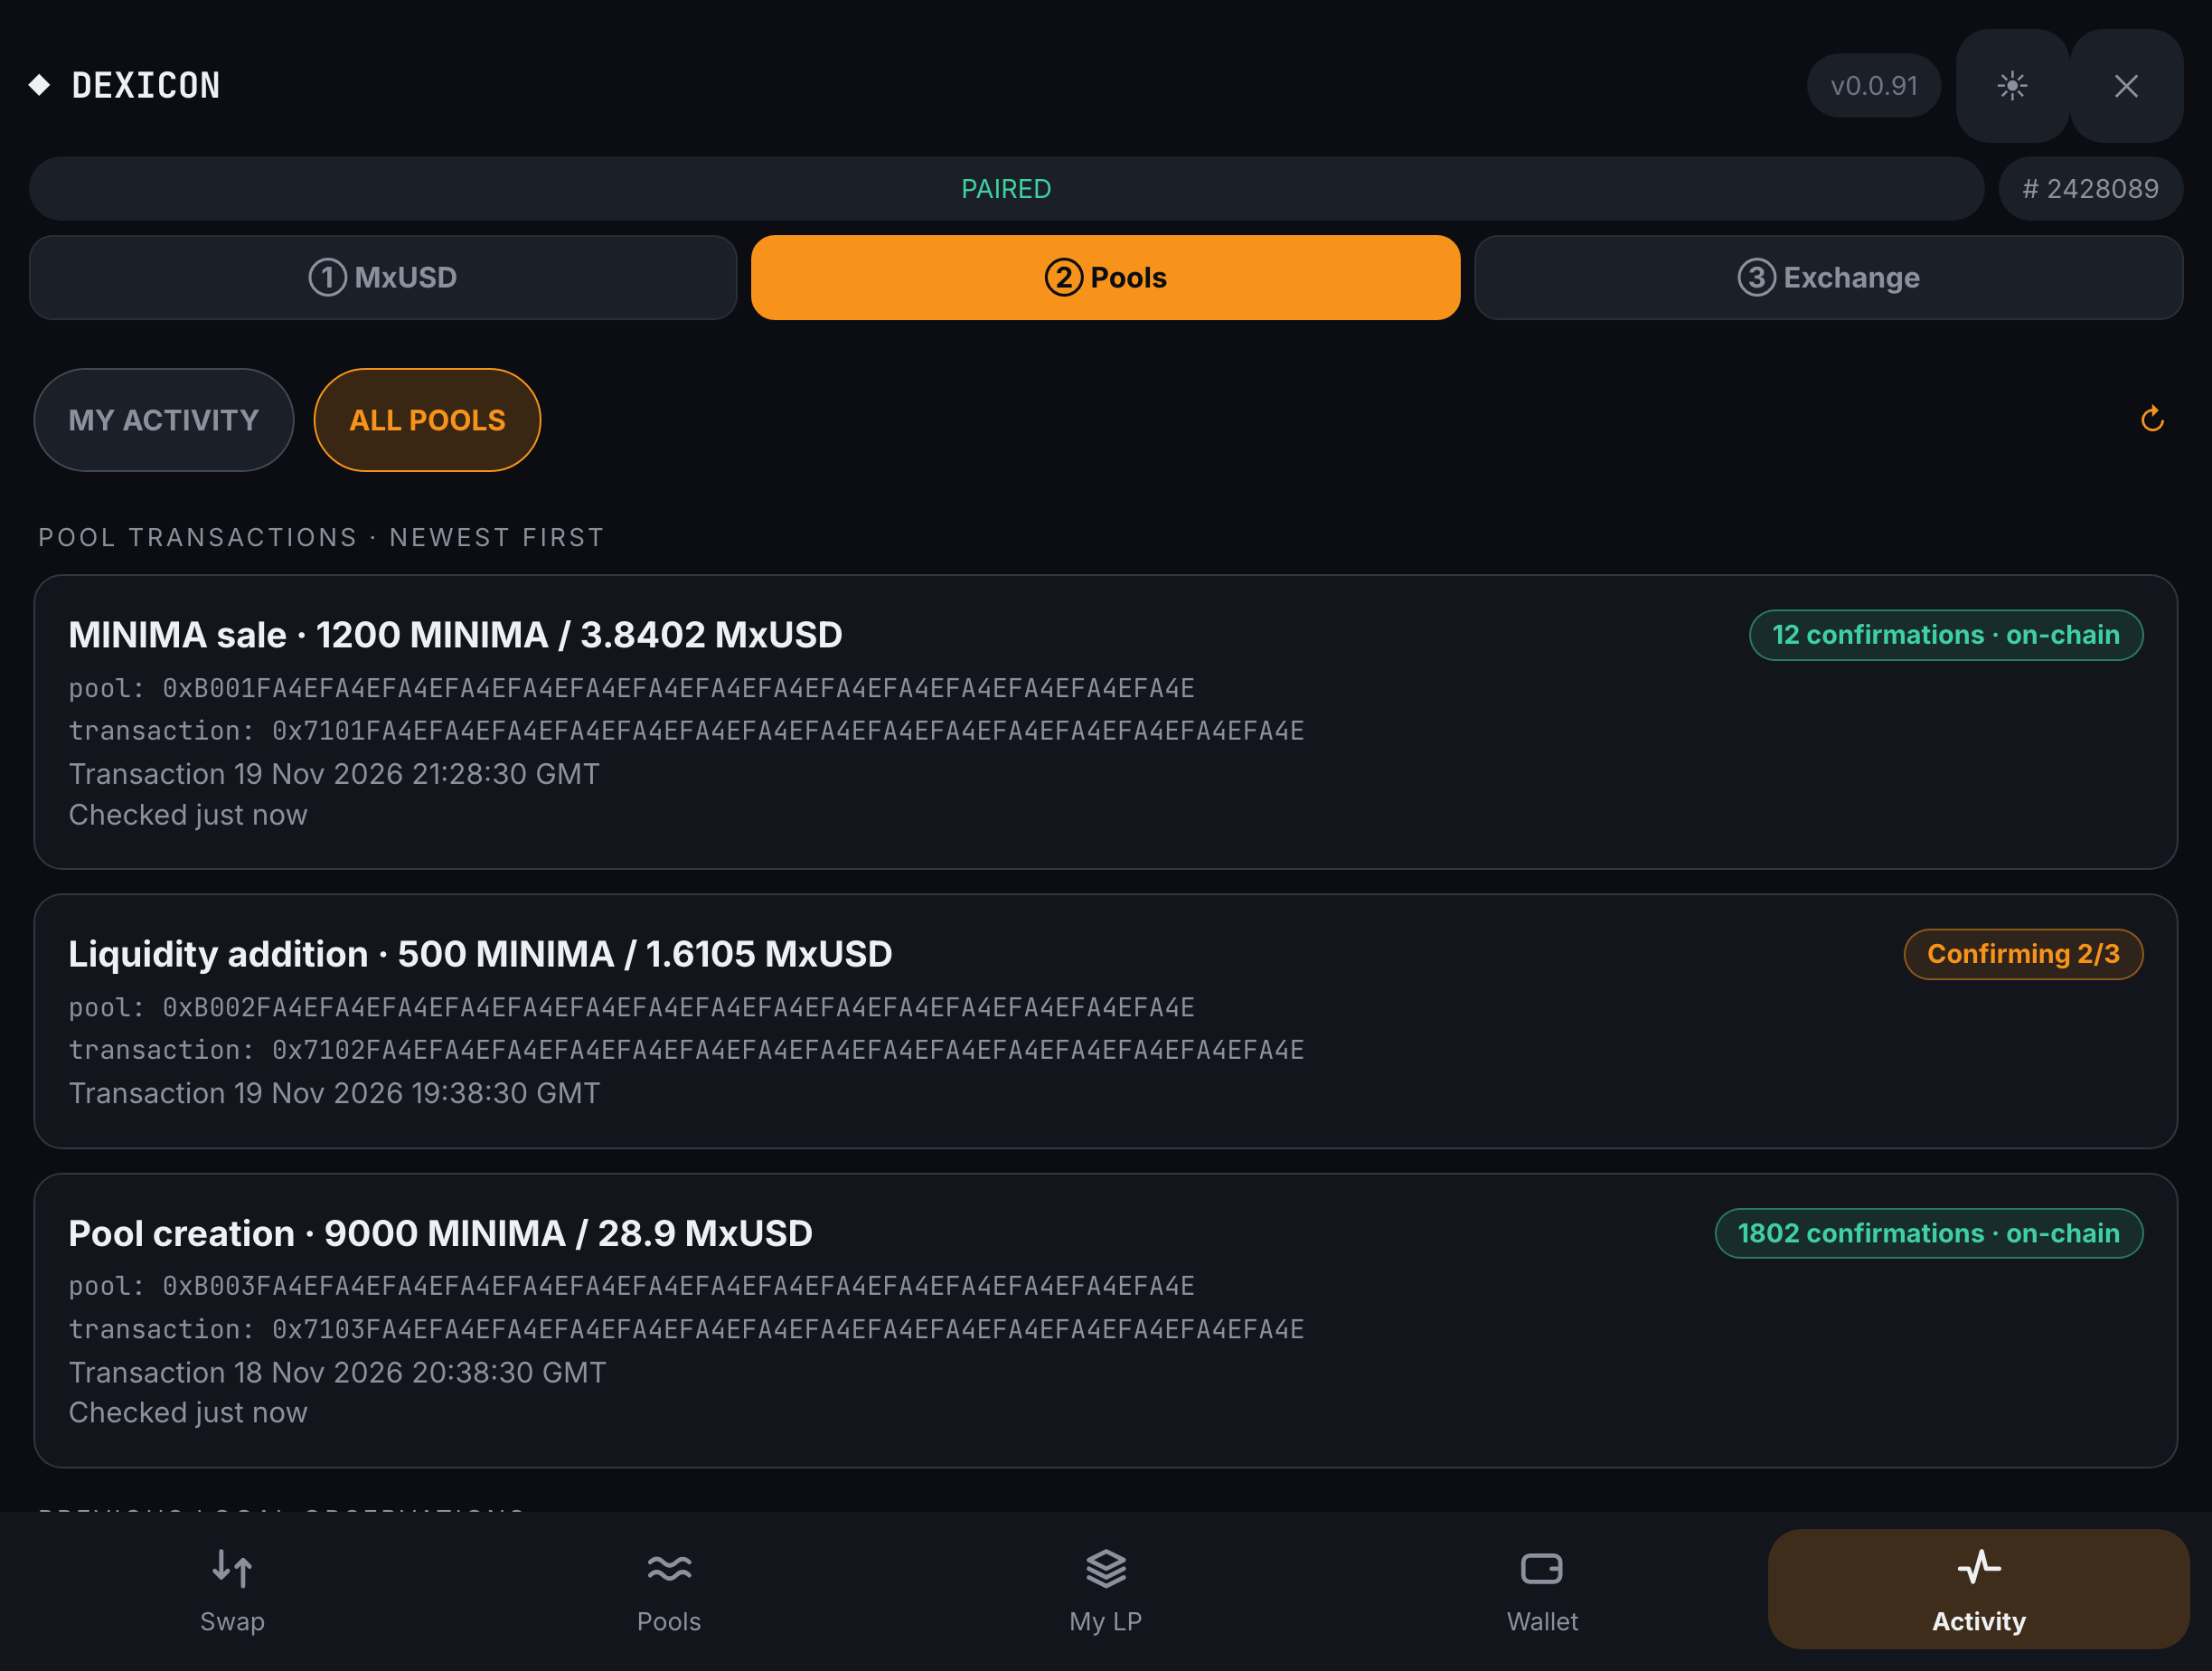 DEXICON
v0.0.91
PAIRED
# 2428089
① MxUSD
② Pools
③ Exchange
MY ACTIVITY
ALL POOLS
POOL TRANSACTIONS · NEWEST FIRST
MINIMA sale · 1200 MINIMA / 3.8402 MxUSD
12 confirmations · on-chain
pool: 0xB001FA4EFA4EFA4EFA4EFA4EFA4EFA4EFA4EFA4EFA4EFA4EFA4EFA4EFA4EFA4E
transaction: 0x7101FA4EFA4EFA4EFA4EFA4EFA4EFA4EFA4EFA4EFA4EFA4EFA4EFA4EFA4EFA4E
Transaction 19 Nov 2026 21:28:30 GMT
Checked just now
Liquidity addition · 500 MINIMA / 1.6105 MxUSD
Confirming 2/3
pool: 0xB002FA4EFA4EFA4EFA4EFA4EFA4EFA4EFA4EFA4EFA4EFA4EFA4EFA4EFA4EFA4E
transaction: 0x7102FA4EFA4EFA4EFA4EFA4EFA4EFA4EFA4EFA4EFA4EFA4EFA4EFA4EFA4EFA4E
Transaction 19 Nov 2026 19:38:30 GMT
Pool creation · 9000 MINIMA / 28.9 MxUSD
1802 confirmations · on-chain
pool: 0xB003FA4EFA4EFA4EFA4EFA4EFA4EFA4EFA4EFA4EFA4EFA4EFA4EFA4EFA4EFA4E
transaction: 0x7103FA4EFA4EFA4EFA4EFA4EFA4EFA4EFA4EFA4EFA4EFA4EFA4EFA4EFA4EFA4E
Transaction 18 Nov 2026 20:38:30 GMT
Checked just now
Swap
Pools
My LP
Wallet
Activity